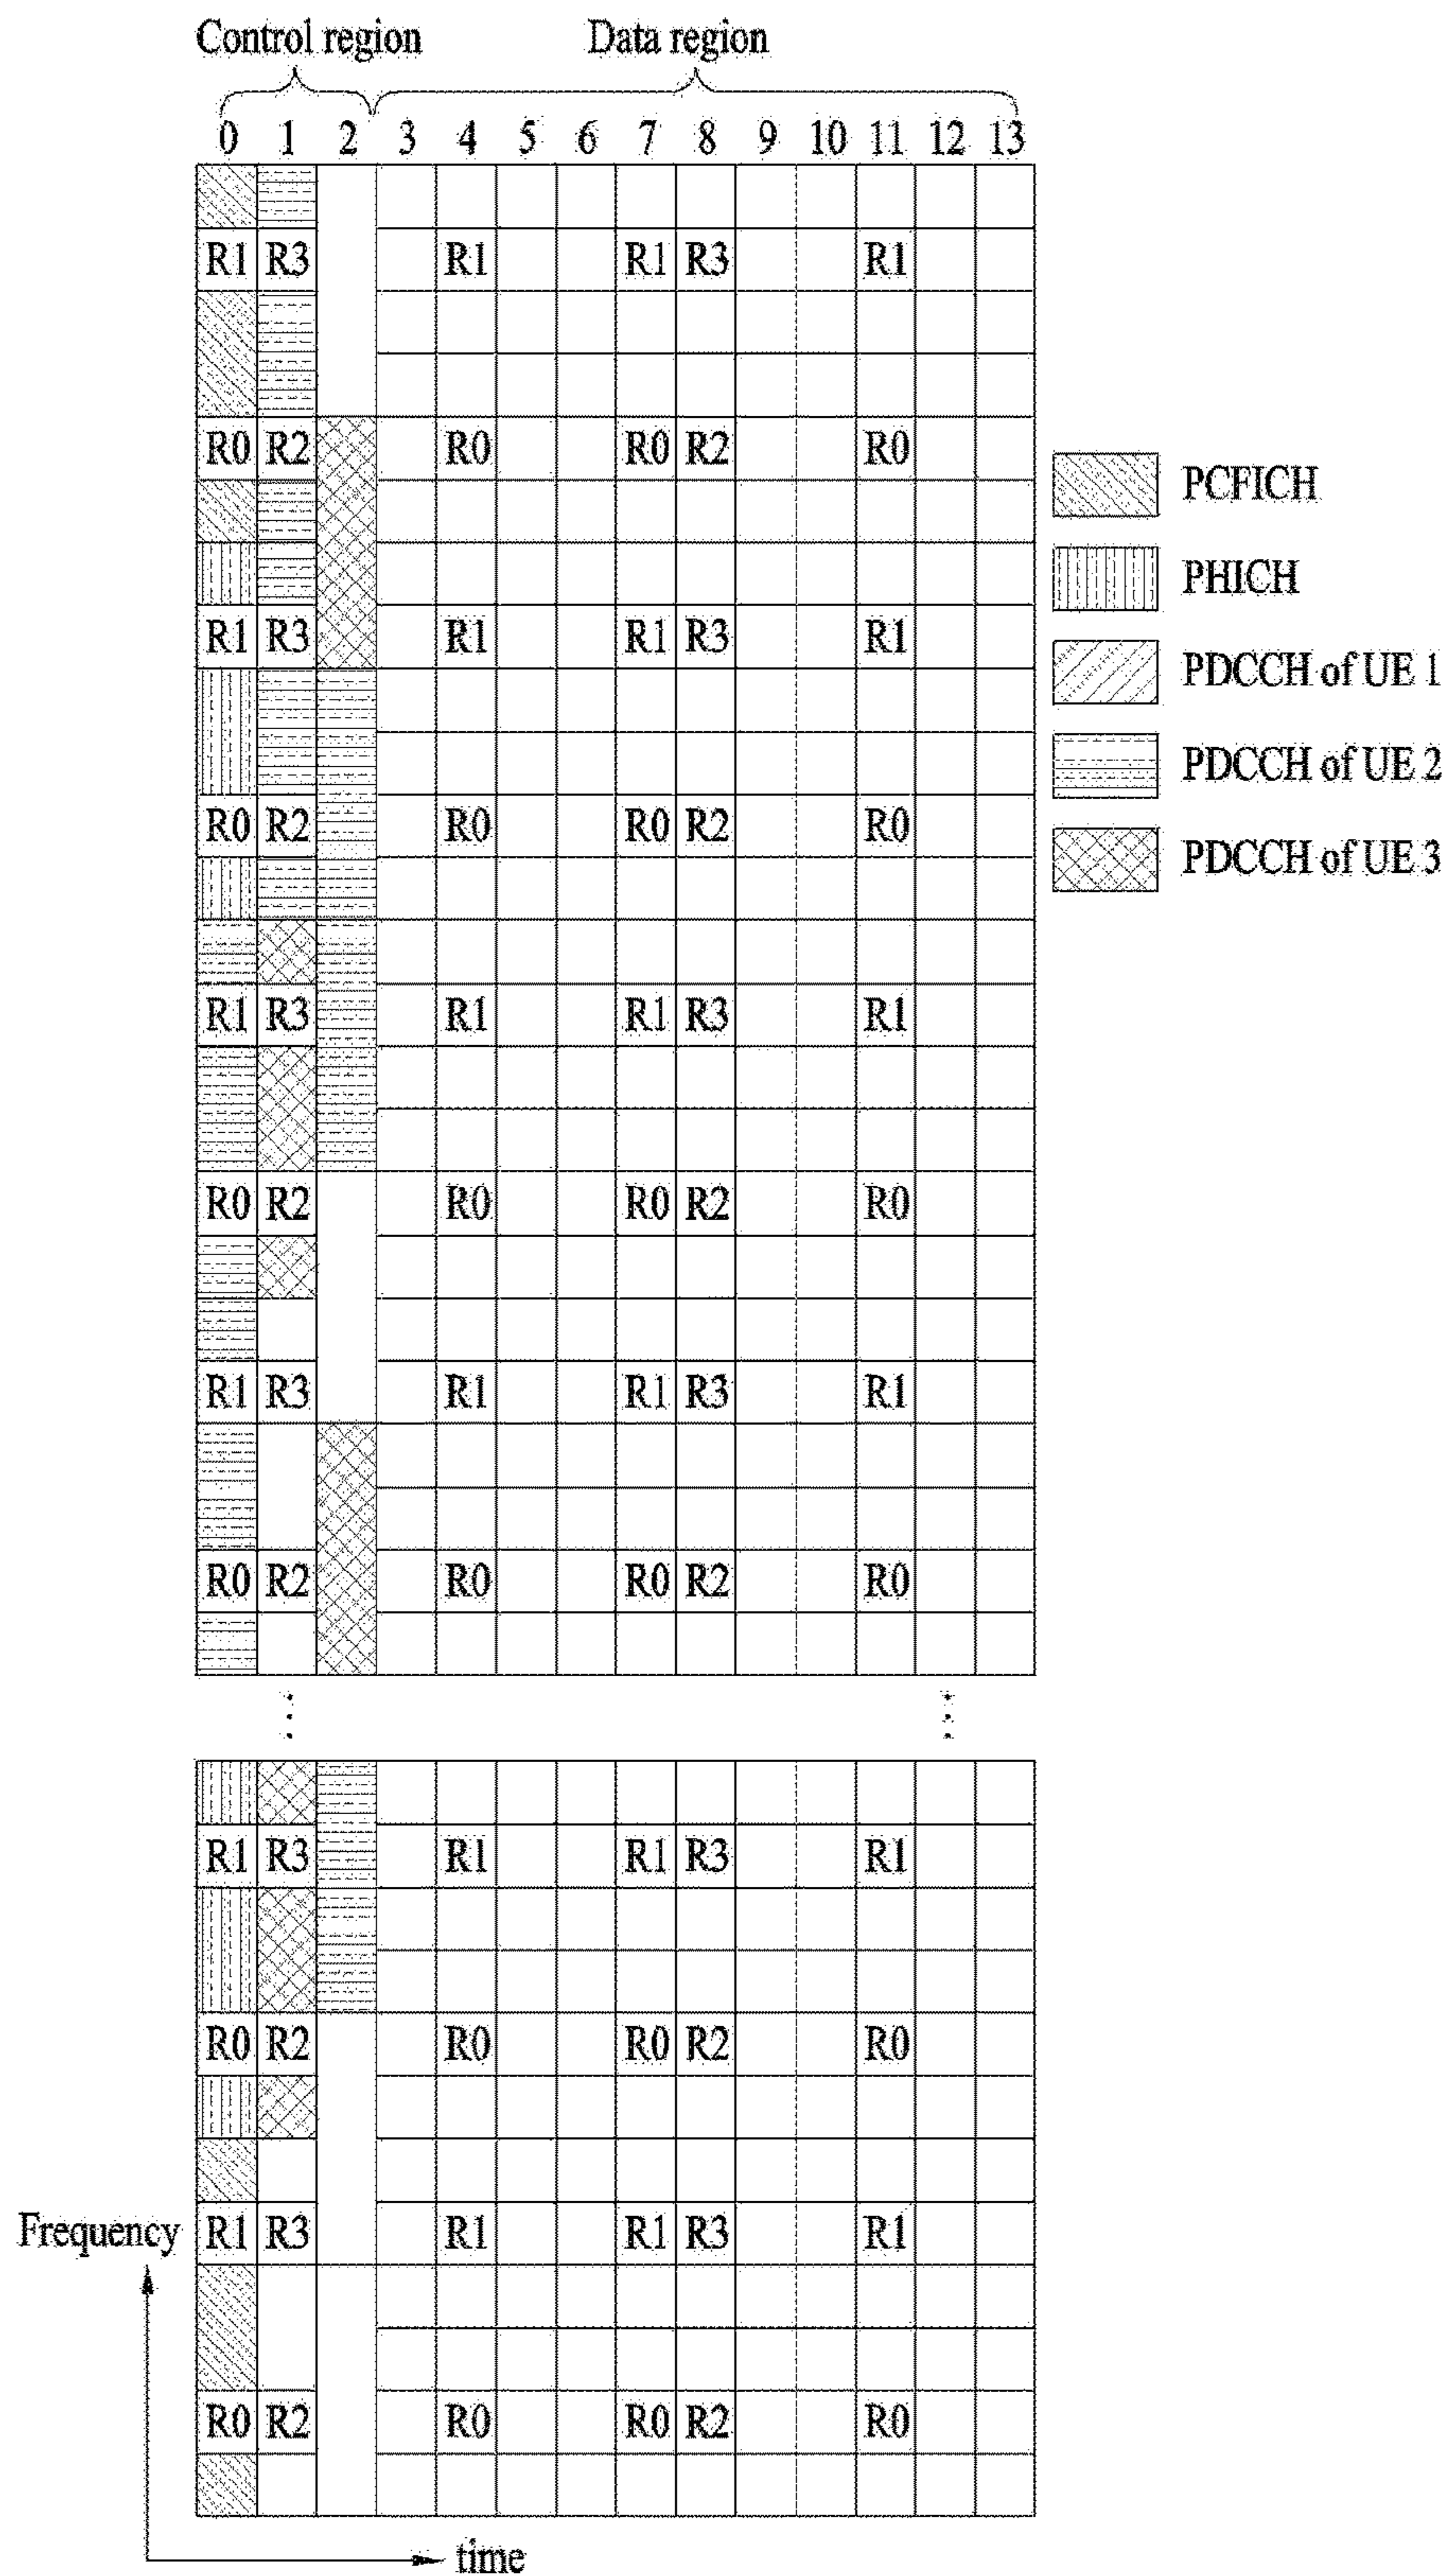 Control region Data region
0 1 2 3 4 5 6 7 8 9 10 11 12 13
R1 R3 R1 R1 R3 R1
R0 R2 R0 R0 R2 R0
PCFICH
PHICH
R1 R3 R1 R1 R3 R1
PDCCH of UE 1
PDCCH of UE 2
R0 R2 R0 R0 R2 R0
PDCCH of UE 3
R1 R3 R1 R1 R3 R1
R0 R2 R0 R0 R2 R0
R1 R3 R1 R1 R3 R1
R0 R2 R0 R0 R2 R0
R1 R3 R1 R1 R3 R1
R0 R2 R0 R0 R2 R0
Frequency R1 R3 R1 R1 R3 R1
R0 R2 R0 R0 R2 R0
time